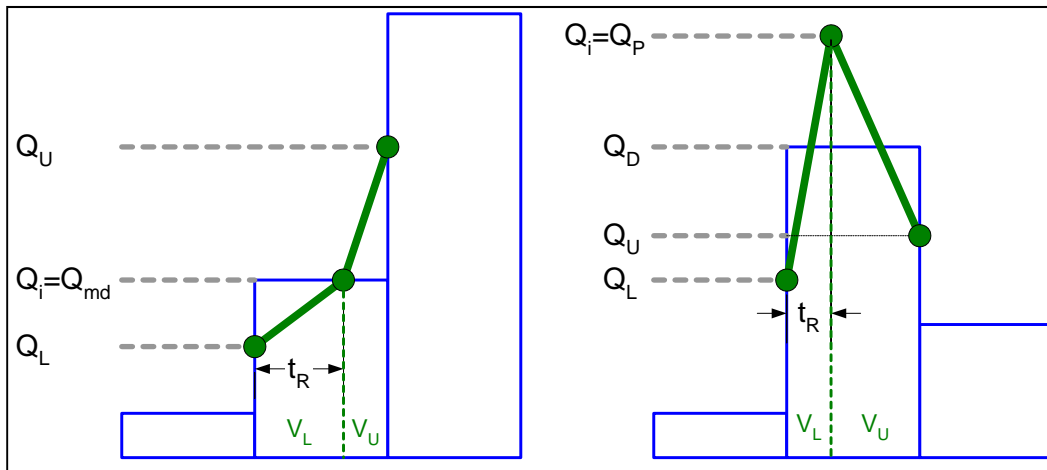 Q_U
Q_i=Q_md
Q_L
t_R
V_L
V_U
Q_i=Q_P
Q_D
Q_U
Q_L
t_R
V_L
V_U